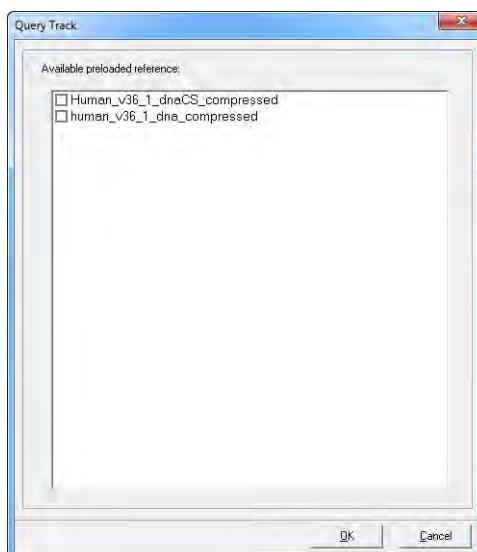 Query Track
Available preloaded reference:
Human_v36_1_dnaCS_compressed
human_v36_1_dna_compressed
OK
Cancel